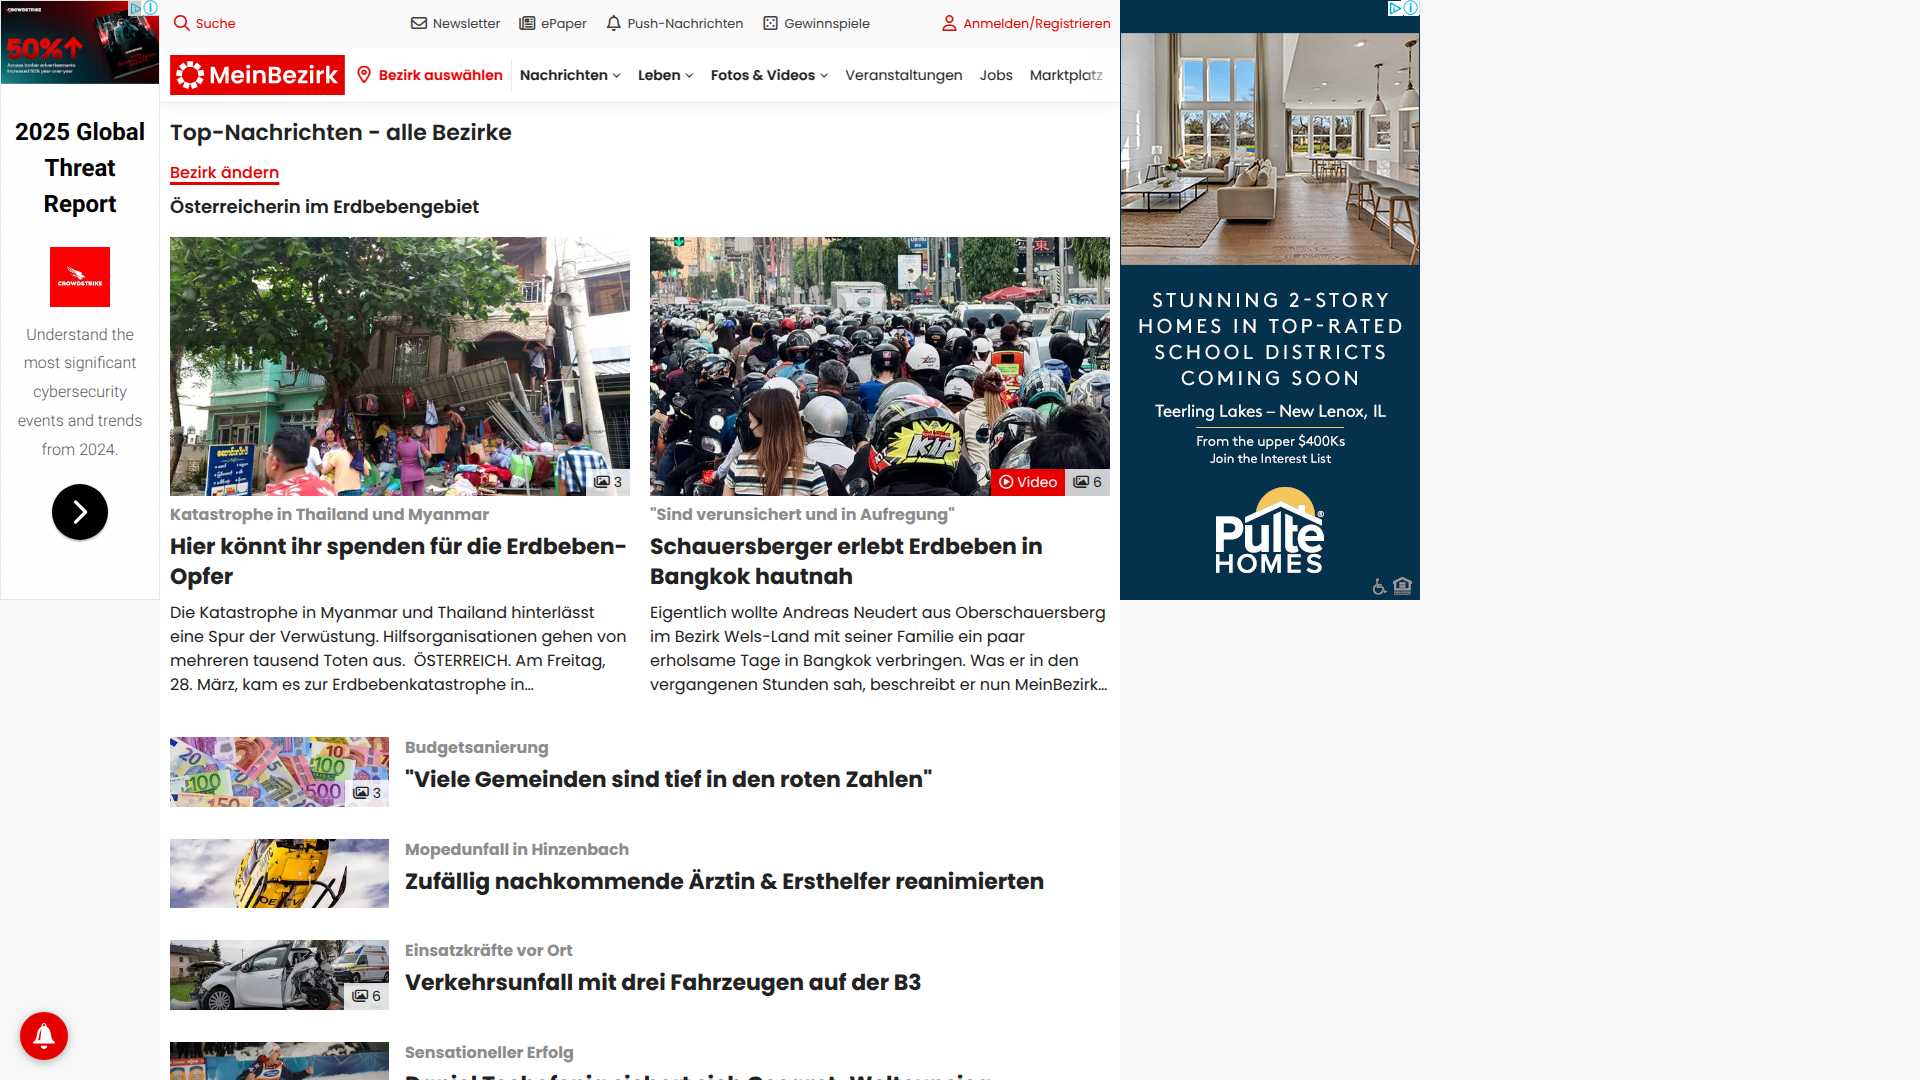 Suche
Newsletter
ePaper
Push-Nachrichten
Gewinnspiele
Anmelden/Registrieren
MeinBezirk
Bezirk auswählen
Nachrichten
Leben
Fotos & Videos
Veranstaltungen
Jobs
Marktplatz
50%
2025 Global
Threat
Report
CROWDSTRIKE
Understand the
most significant
cybersecurity
events and trends
from 2024.
Top-Nachrichten - alle Bezirke
Bezirk ändern
Österreicherin im Erdbebengebiet
3
Katastrophe in Thailand und Myanmar
Hier könnt ihr spenden für die Erdbeben-
Opfer
Die Katastrophe in Myanmar und Thailand hinterlässt
eine Spur der Verwüstung. Hilfsorganisationen gehen von
mehreren tausend Toten aus. ÖSTERREICH. Am Freitag,
28. März, kam es zur Erdbebenkatastrophe in...
KiP
Video
6
"Sind verunsichert und in Aufregung"
Schauersberger erlebt Erdbeben in
Bangkok hautnah
Eigentlich wollte Andreas Neudert aus Oberschauersberg
im Bezirk Wels-Land mit seiner Familie ein paar
erholsame Tage in Bangkok verbringen. Was er in den
vergangenen Stunden sah, beschreibt er nun MeinBezirk...
3
Budgetsanierung
"Viele Gemeinden sind tief in den roten Zahlen"
Mopedunfall in Hinzenbach
Zufällig nachkommende Ärztin & Ersthelfer reanimierten
6
Einsatzkräfte vor Ort
Verkehrsunfall mit drei Fahrzeugen auf der B3
Sensationeller Erfolg
STUNNING 2-STORY
HOMES IN TOP-RATED
SCHOOL DISTRICTS
COMING SOON
Teerling Lakes – New Lenox, IL
From the upper $400Ks
Join the Interest List
Pulte®
HOMES